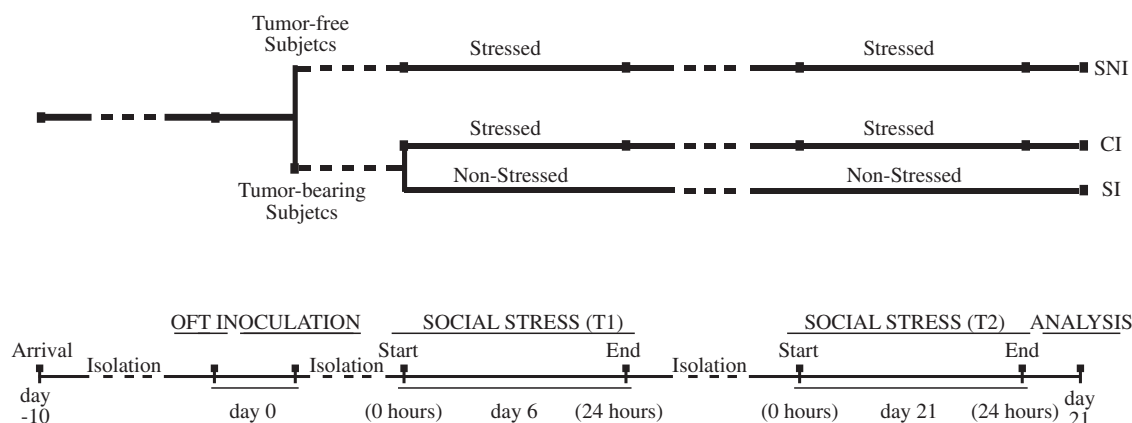 Tumor-free
Subjetcs
Stressed
Stressed
SNI
Stressed
Stressed
CI
Non-Stressed
Non-Stressed
SI
Tumor-bearing
Subjetcs
OFT INOCULATION
SOCIAL STRESS (T1)
SOCIAL STRESS (T2)
ANALYSIS
Arrival
Isolation
Isolation
Start
End
Isolation
Start
End
day
-10
day 0
(0 hours)
day 6
(24 hours)
(0 hours)
day 21
(24 hours)
day
21